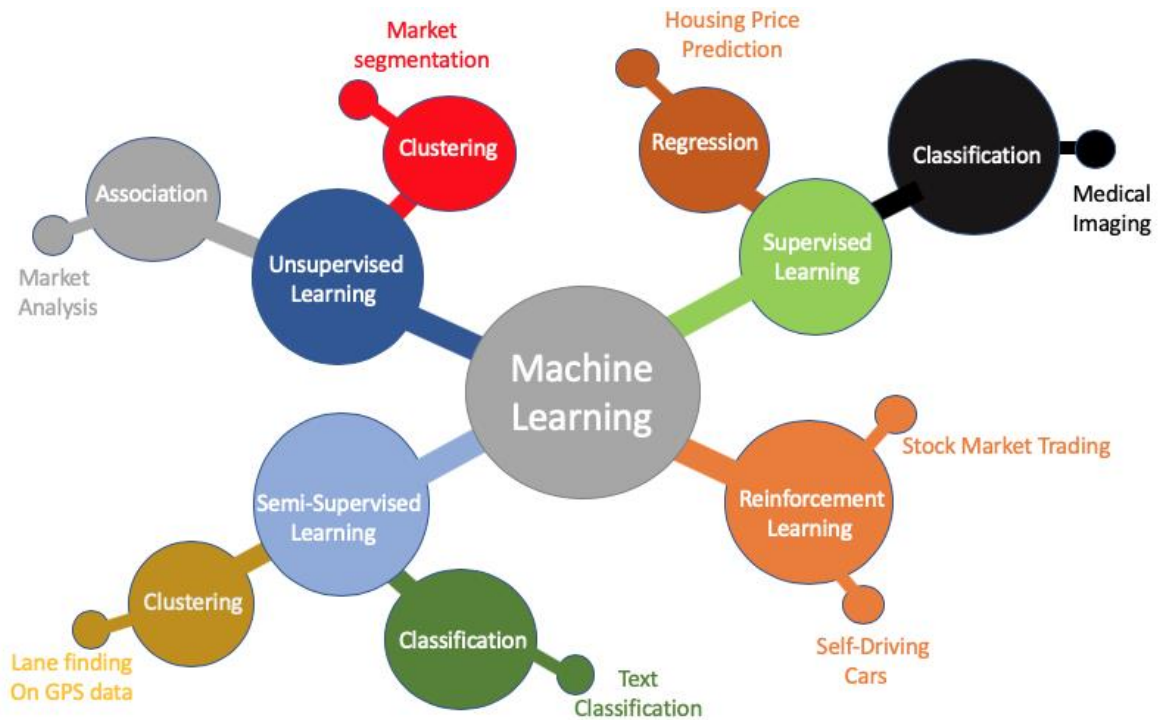 Market
segmentation
Clustering
Association
Market
Analysis
Unsupervised
Learning
Housing Price
Prediction
Regression
Classification
Medical
Imaging
Supervised
Learning
Machine
Learning
Semi-Supervised
Learning
Clustering
Lane finding
On GPS data
Classification
Text
Classification
Stock Market Trading
Reinforcement
Learning
Self-Driving
Cars